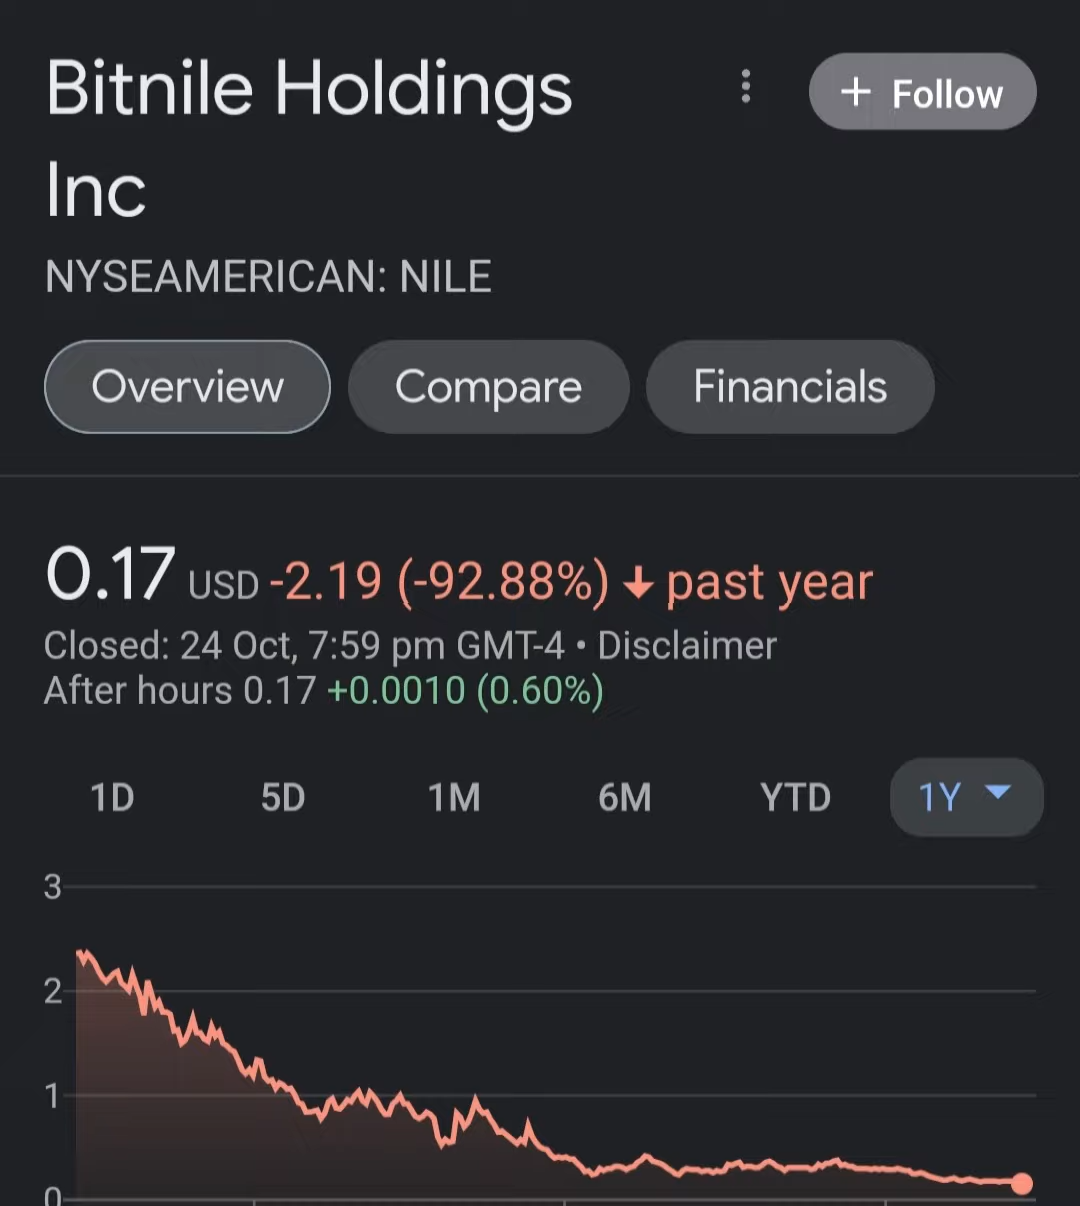 Bitnile Holdings
Inc
+ Follow
NYSEAMERICAN: NILE
Overview Compare Financials
0.17 USD -2.19 (-92.88%) ↓ past year
Closed: 24 Oct, 7:59 pm GMT-4 • Disclaimer
After hours 0.17 +0.0010 (0.60%)
1D 5D 1M 6M YTD 1Y
3
2
1
0